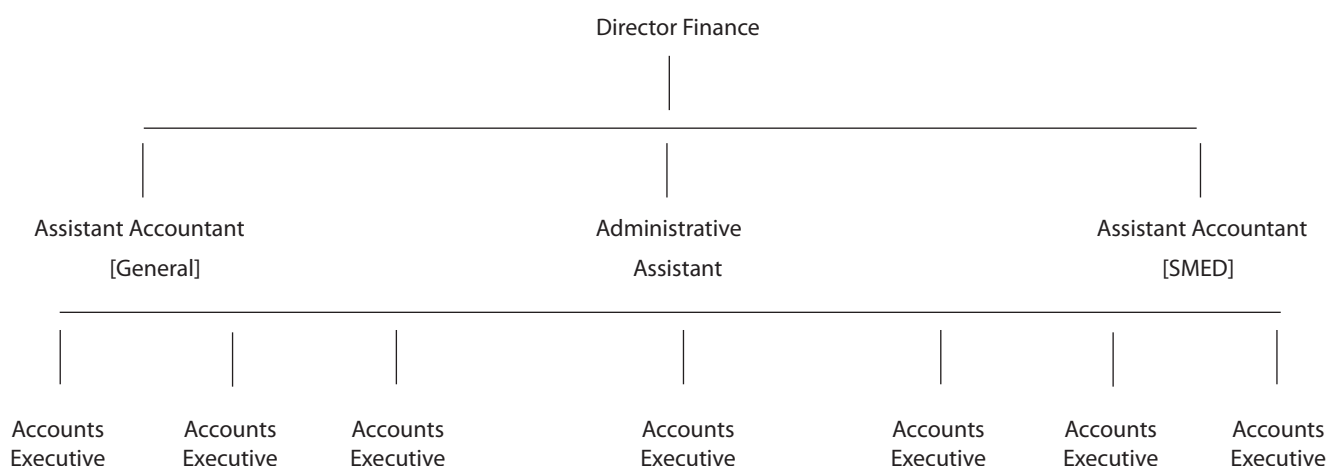 Director Finance
Assistant Accountant
[General]
Administrative
Assistant
Assistant Accountant
[SMED]
Accounts
Executive
Accounts
Executive
Accounts
Executive
Accounts
Executive
Accounts
Executive
Accounts
Executive
Accounts
Executive